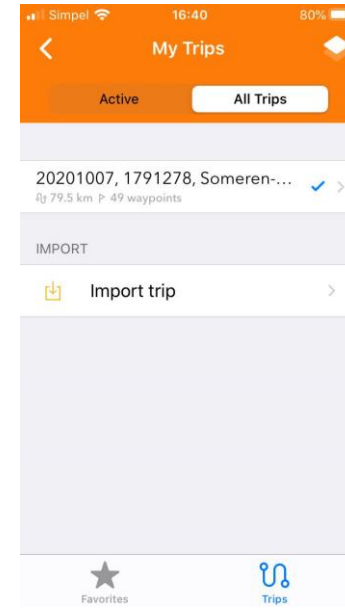 Simpel 16:40 80%
My Trips
Active All Trips
20201007, 1791278, Someren-...
79.5 km 49 waypoints
IMPORT
Import trip
Favorites Trips